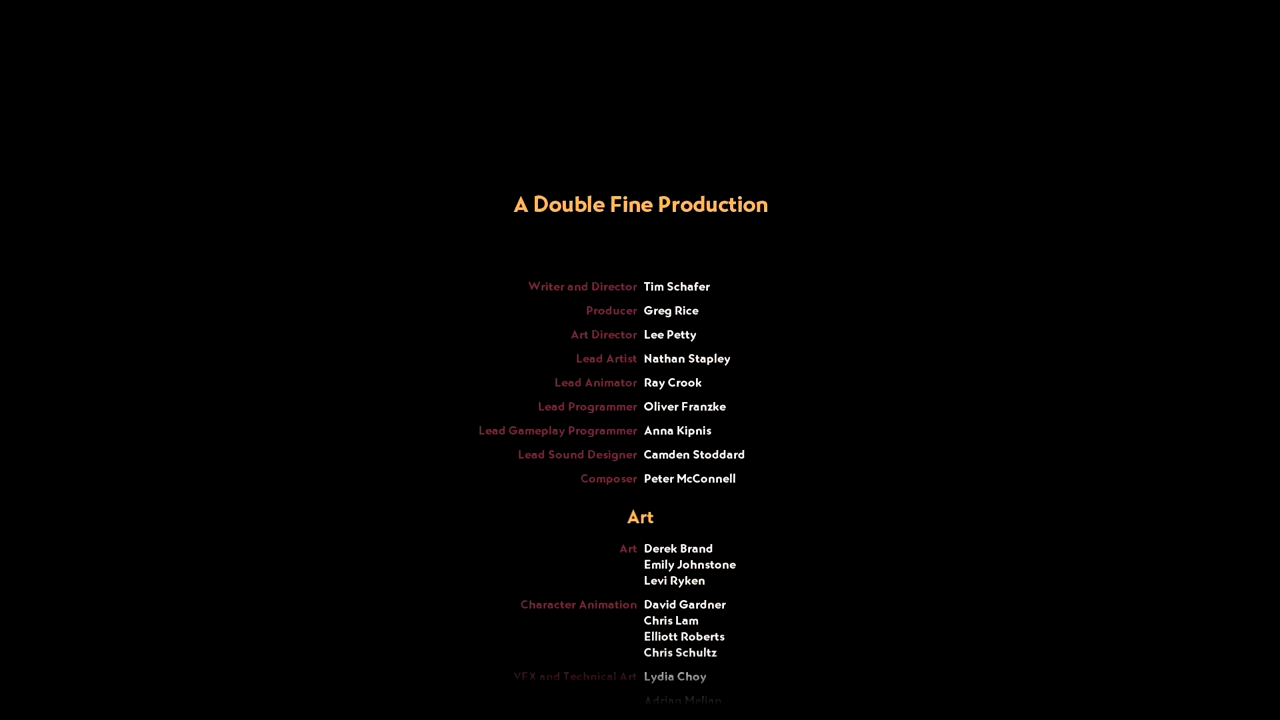 A Double Fine Production
Writer and Director Tim Schafer
Producer Greg Rice
Art Director Lee Petty
Lead Artist Nathan Stapley
Lead Animator Ray Crook
Lead Programmer Oliver Franzke
Lead Gameplay Programmer Anna Kipnis
Lead Sound Designer Camden Stoddard
Composer Peter McConnell
Art
Art Derek Brand
Emily Johnstone
Levi Ryken
Character Animation David Gardner
Chris Lam
Elliott Roberts
Chris Schultz
VFX and Technical Art Lydia Choy
Adrian